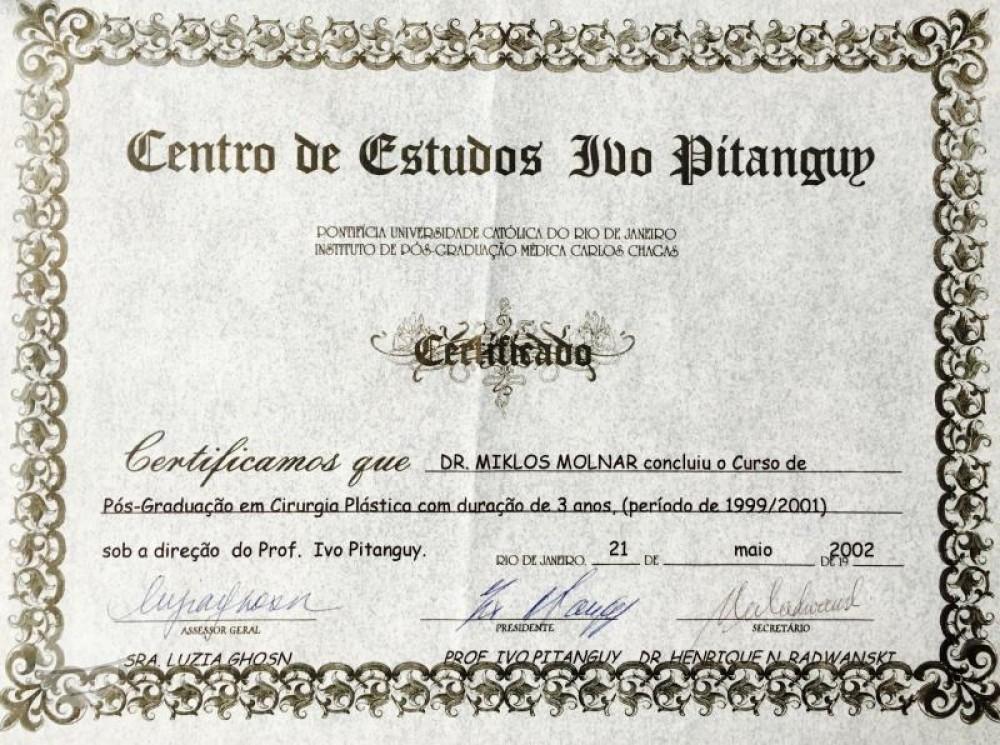 Centro de Estudos Ivo Pitanguy
PONTIFÍCIA UNIVERSIDADE CATÓLICA DO RIO DE JANEIRO
INSTITUTO DE PÓS-GRADUAÇÃO MÉDICA CARLOS CHAGAS
Certificado
Certificamos que DR. MIKLOS MOLNAR concluiu o Curso de
Pós-Graduação em Cirurgia Plástica com duração de 3 anos, (período de 1999/2001)
sob a direção do Prof. Ivo Pitanguy. RIO DE JANEIRO, 21 DE maio DE 19 2002
ASSESSOR GERAL PRESIDENTE SECRETÁRIO
SRA. LUZIA GHOSN PROF. IVO PITANGUY DR. HENRIQUE N. RADWANSKI